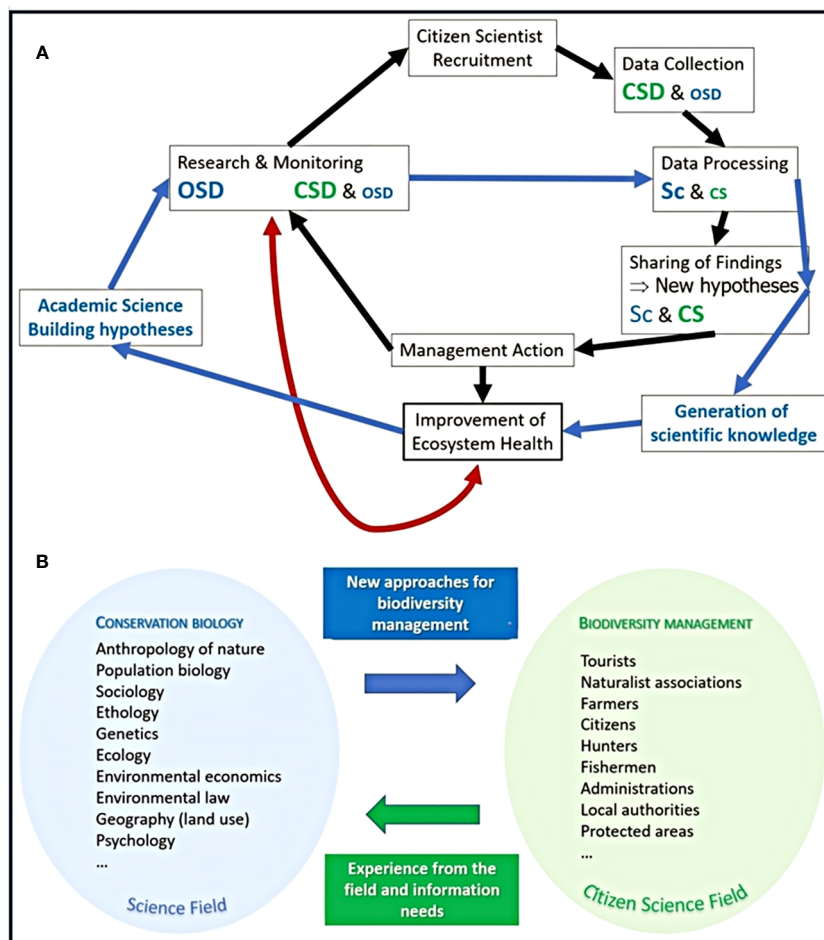 A
Citizen Scientist
Recruitment
Data Collection
CSD & OSD
Research & Monitoring
OSD CSD & OSD
Data Processing
Sc & CS
Sharing of Findings
⇒ New hypotheses
Sc & CS
Academic Science
Building hypotheses
Management Action
Improvement of
Ecosystem Health
Generation of
scientific knowledge
B
New approaches for
biodiversity
management
CONSERVATION BIOLOGY
Anthropology of nature
Population biology
Sociology
Ethology
Genetics
Ecology
Environmental economics
Environmental law
Geography (land use)
Psychology
...
Science Field
BIODIVERSITY MANAGEMENT
Tourists
Naturalist associations
Farmers
Citizens
Hunters
Fishermen
Administrations
Local authorities
Protected areas
...
Citizen Science Field
Experience from the
field and information
needs